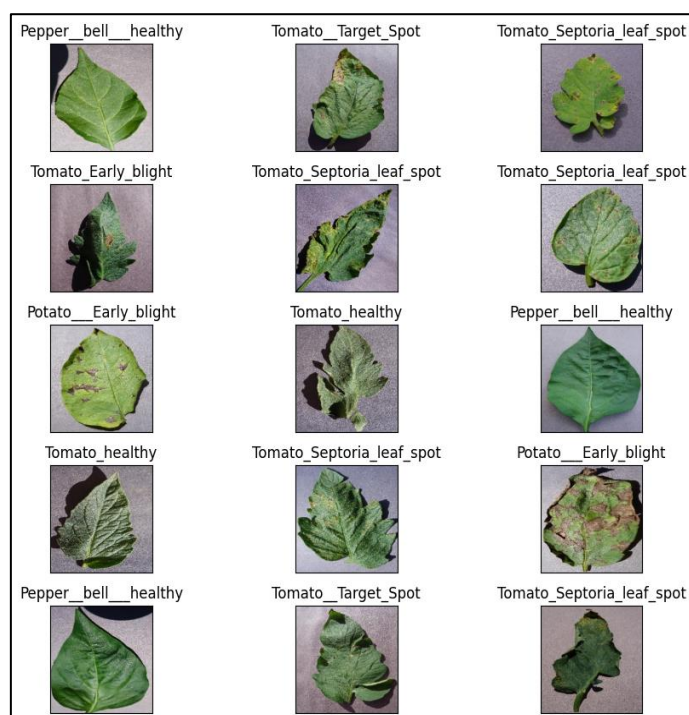 Pepper__bell___healthy
Tomato__Target_Spot
Tomato_Septoria_leaf_spot
Tomato_Early_blight
Tomato_Septoria_leaf_spot
Tomato_Septoria_leaf_spot
Potato___Early_blight
Tomato_healthy
Pepper__bell___healthy
Tomato_healthy
Tomato_Septoria_leaf_spot
Potato___Early_blight
Pepper__bell___healthy
Tomato__Target_Spot
Tomato_Septoria_leaf_spot